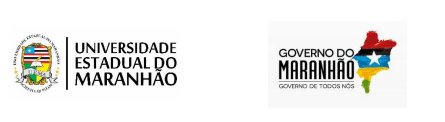 UNIVERSIDADE
ESTADUAL DO
MARANHÃO
GOVERNO DO
MARANHÃO
GOVERNO DE TODOS NÓS